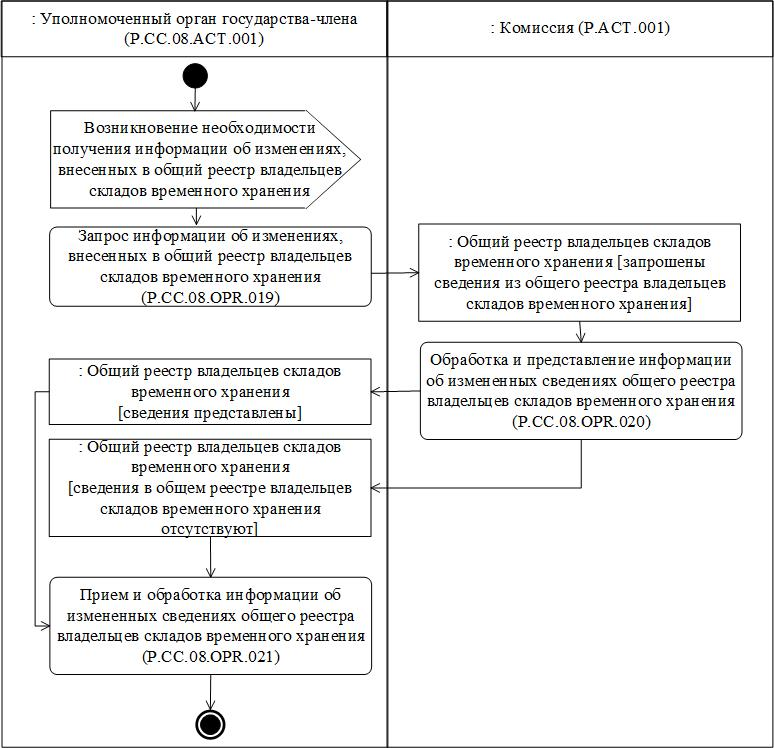 : Уполномоченный орган государства-члена
(P.CC.08.ACT.001)
: Комиссия (P.ACT.001)
Возникновение необходимости
получения информации об изменениях,
внесенных в общий реестр владельцев
складов временного хранения
Запрос информации об изменениях,
внесенных в общий реестр владельцев
складов временного хранения
(P.CC.08.OPR.019)
: Общий реестр владельцев складов
временного хранения [запрошены
сведения из общего реестра владельцев
складов временного хранения]
Обработка и представление информации
об измененных сведениях общего реестра
владельцев складов временного хранения
(P.CC.08.OPR.020)
: Общий реестр владельцев складов
временного хранения
[сведения представлены]
: Общий реестр владельцев складов
временного хранения
[сведения в общем реестре владельцев
складов временного хранения
отсутствуют]
Прием и обработка информации об
измененных сведениях общего реестра
владельцев складов временного хранения
(P.CC.08.OPR.021)